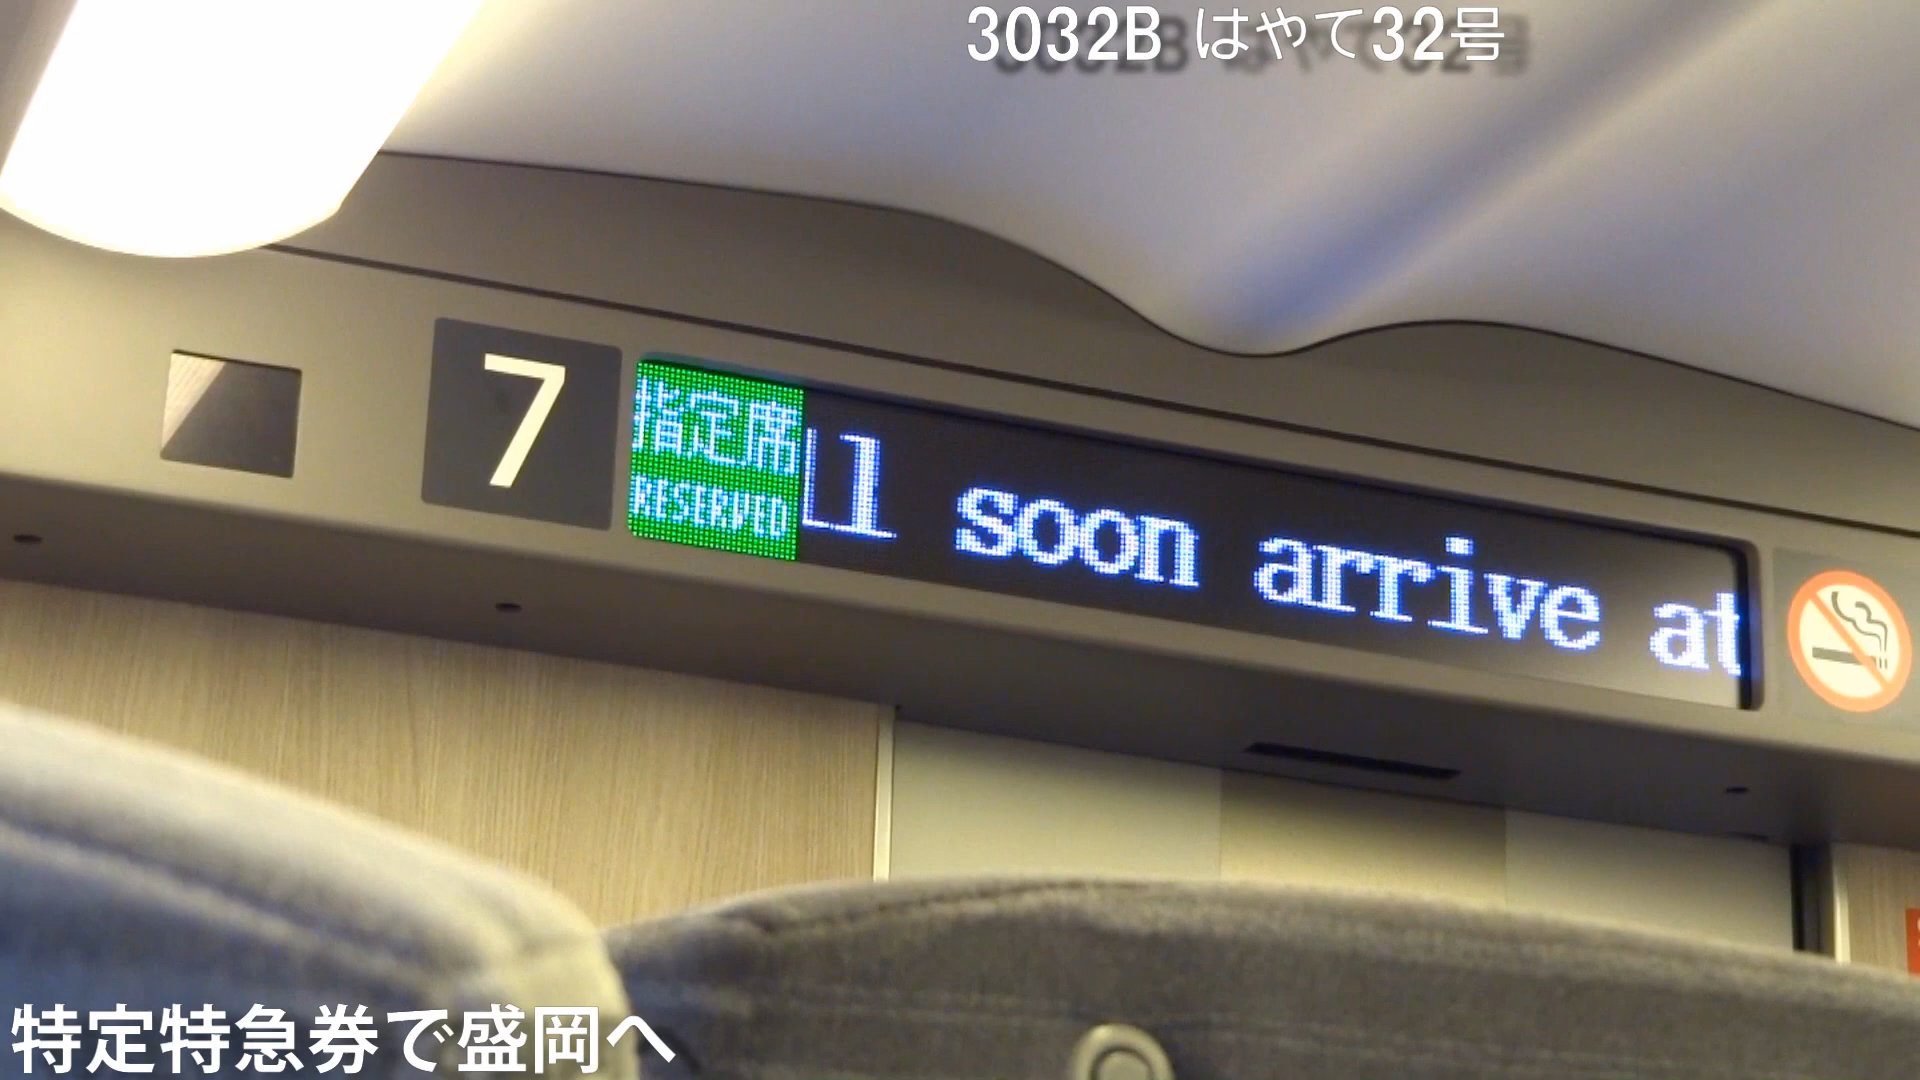 3032B はやて32号
7
指定席
RESERVED
ll soon arrive at
特定特急券で盛岡へ